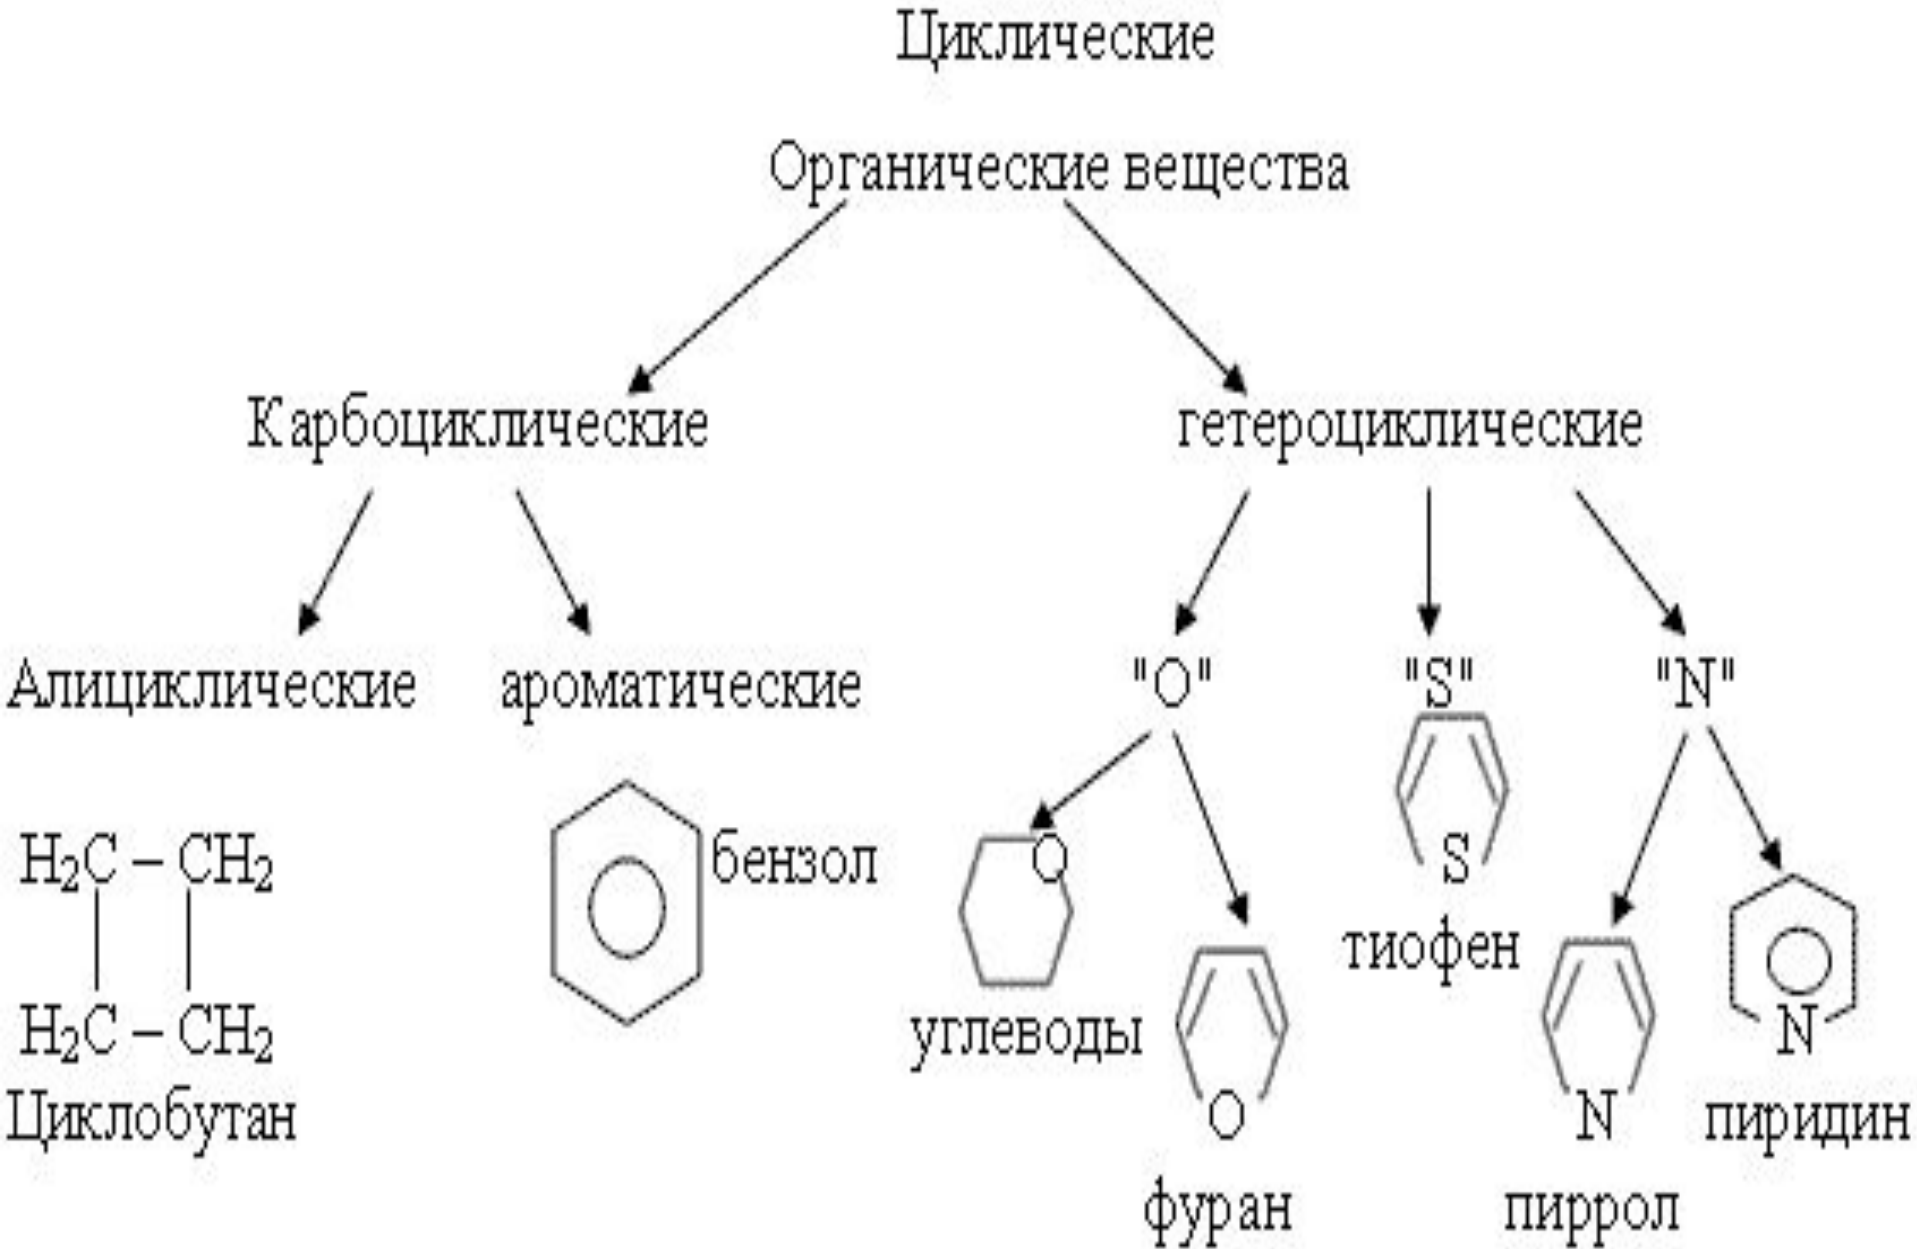 Циклические
Органические вещества
Карбоциклические
гетероциклические
Алициклические
ароматические
"O"
"S"
"N"
H₂C – CH₂
бензол
O
S
тиофен
H₂C – CH₂
углеводы
N
Циклобутан
O
N
пиридин
фуран
пиррол